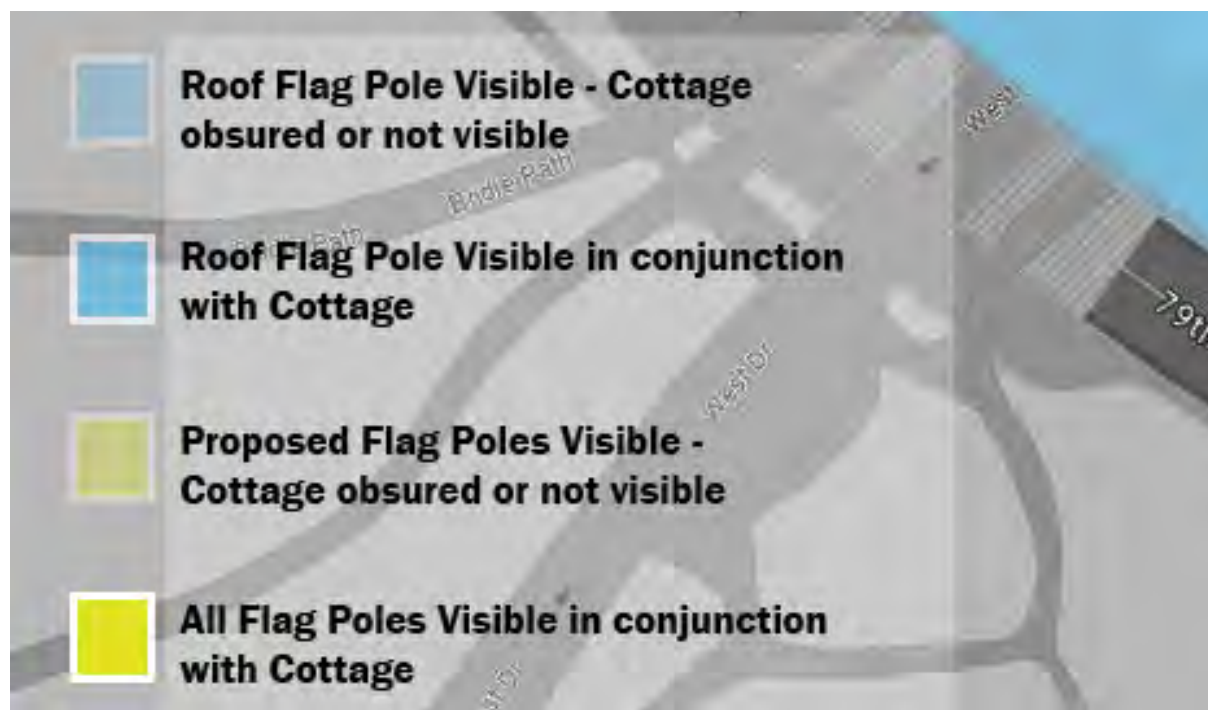 Roof Flag Pole Visible - Cottage
obsured or not visible
Bridle Path
West
Roof Flag Pole Visible in conjunction
with Cottage
79th
West Dr
Proposed Flag Poles Visible -
Cottage obsured or not visible
All Flag Poles Visible in conjunction
with Cottage